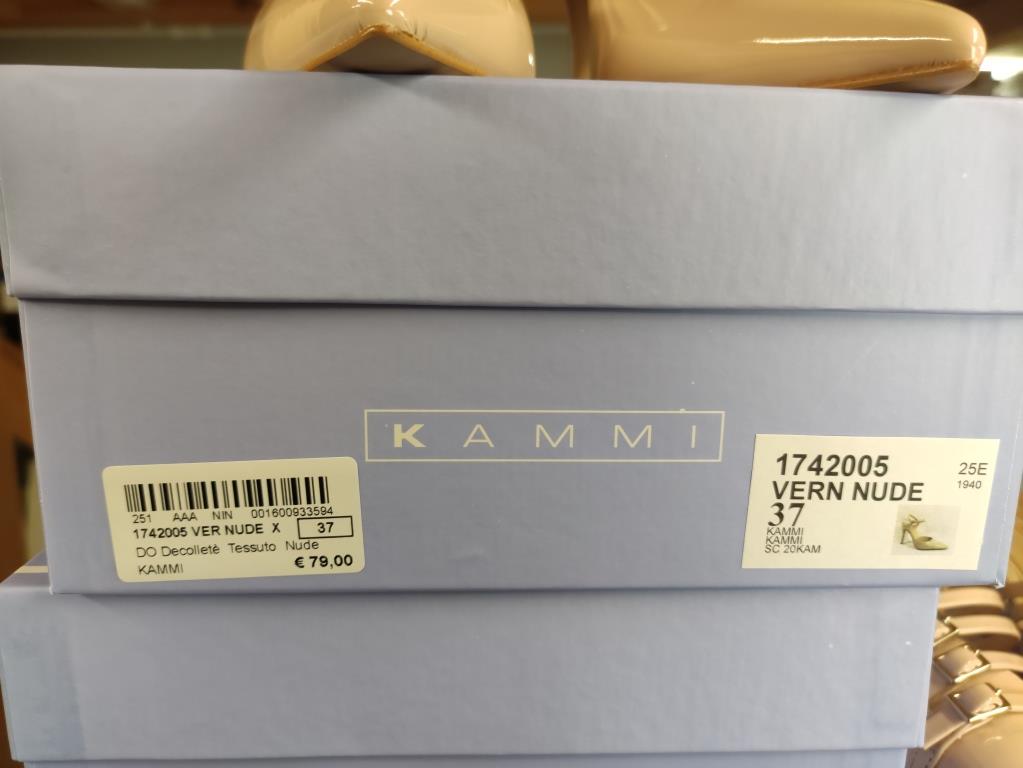 KAMMI
251 AAA NIN 001600933594
1742005 VER NUDE X 37
DO Decolletè Tessuto Nude
KAMMI € 79,00
1742005 25E
VERN NUDE 1940
37
KAMMI
KAMMI
SC 20KAM